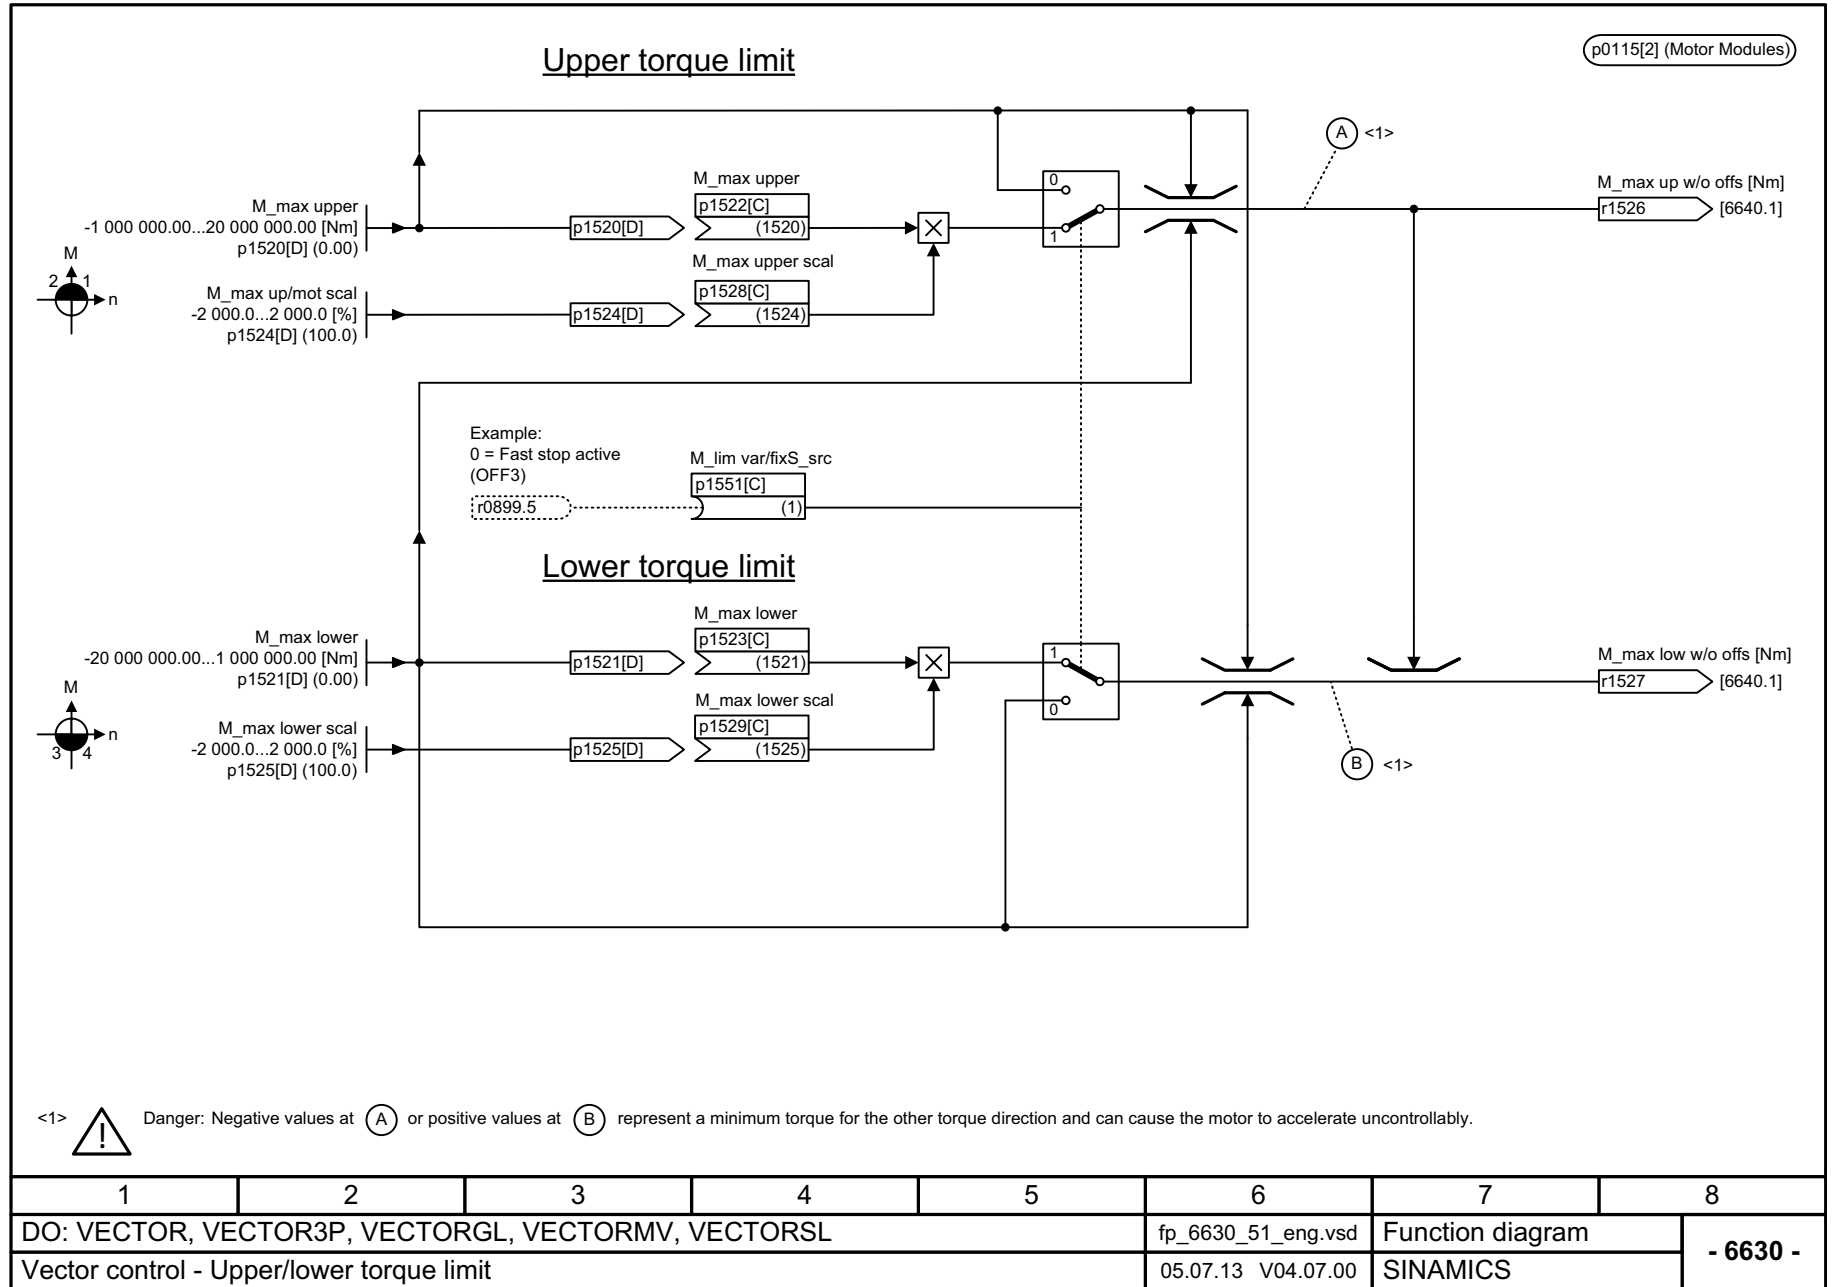 Upper torque limit
p0115[2] (Motor Modules)
A <1>
M_max upper
-1 000 000.00...20 000 000.00 [Nm]
p1520[D] (0.00)
p1520[D]
M_max upper
p1522[C]
(1520)
0
1
M_max up w/o offs [Nm]
r1526
[6640.1]
M
2 1
n
M_max up/mot scal
-2 000.0...2 000.0 [%]
p1524[D] (100.0)
p1524[D]
M_max upper scal
p1528[C]
(1524)
Example:
0 = Fast stop active
(OFF3)
r0899.5
M_lim var/fixS_src
p1551[C]
(1)
Lower torque limit
M_max lower
-20 000 000.00...1 000 000.00 [Nm]
p1521[D] (0.00)
p1521[D]
M_max lower
p1523[C]
(1521)
1
0
M_max low w/o offs [Nm]
r1527
[6640.1]
M
n
3 4
M_max lower scal
-2 000.0...2 000.0 [%]
p1525[D] (100.0)
p1525[D]
M_max lower scal
p1529[C]
(1525)
B <1>
<1> ! Danger: Negative values at A or positive values at B represent a minimum torque for the other torque direction and can cause the motor to accelerate uncontrollably.
1 2 3 4 5 6 7 8
DO: VECTOR, VECTOR3P, VECTORGL, VECTORMV, VECTORSL
fp_6630_51_eng.vsd
Function diagram
- 6630 -
Vector control - Upper/lower torque limit
05.07.13 V04.07.00
SINAMICS